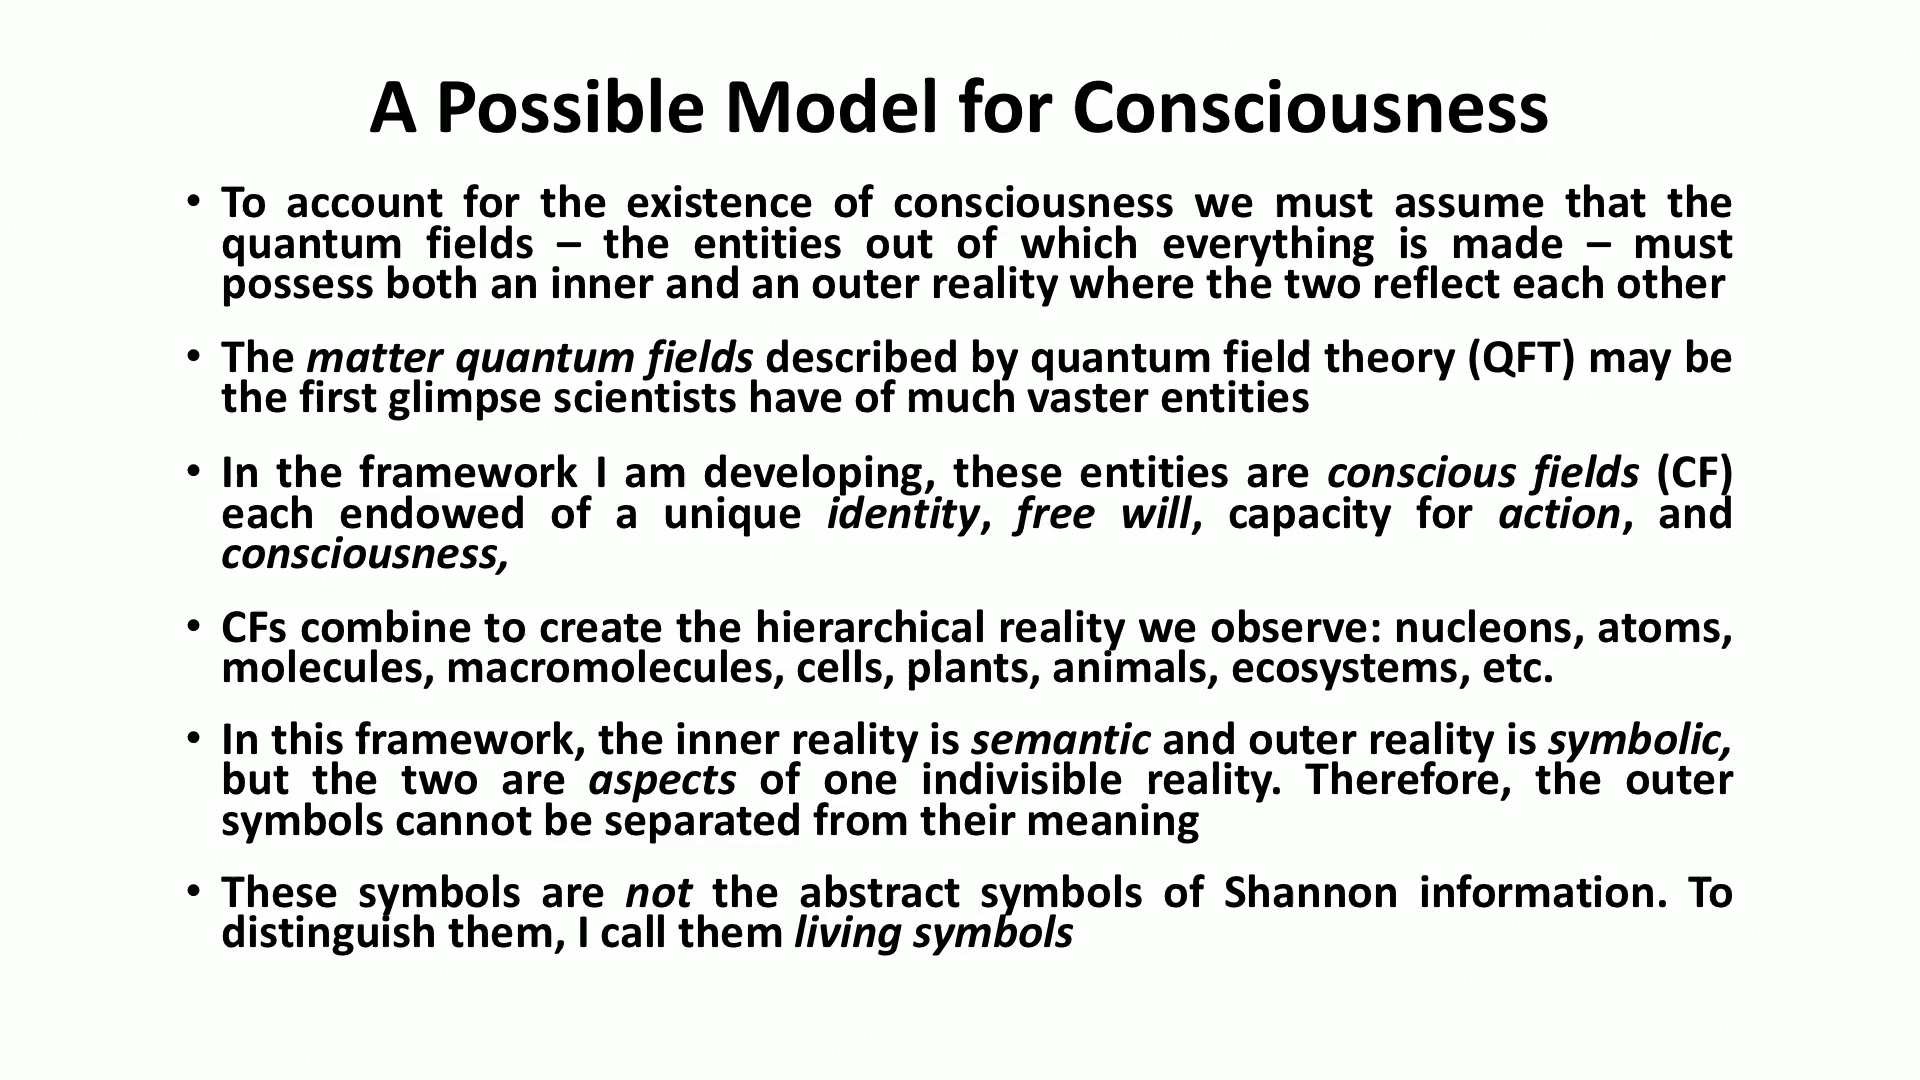 A Possible Model for Consciousness
• To account for the existence of consciousness we must assume that the
quantum fields – the entities out of which everything is made – must
possess both an inner and an outer reality where the two reflect each other
• The matter quantum fields described by quantum field theory (QFT) may be
the first glimpse scientists have of much vaster entities
• In the framework I am developing, these entities are conscious fields (CF)
each endowed of a unique identity, free will, capacity for action, and
consciousness,
• CFs combine to create the hierarchical reality we observe: nucleons, atoms,
molecules, macromolecules, cells, plants, animals, ecosystems, etc.
• In this framework, the inner reality is semantic and outer reality is symbolic,
but the two are aspects of one indivisible reality. Therefore, the outer
symbols cannot be separated from their meaning
• These symbols are not the abstract symbols of Shannon information. To
distinguish them, I call them living symbols